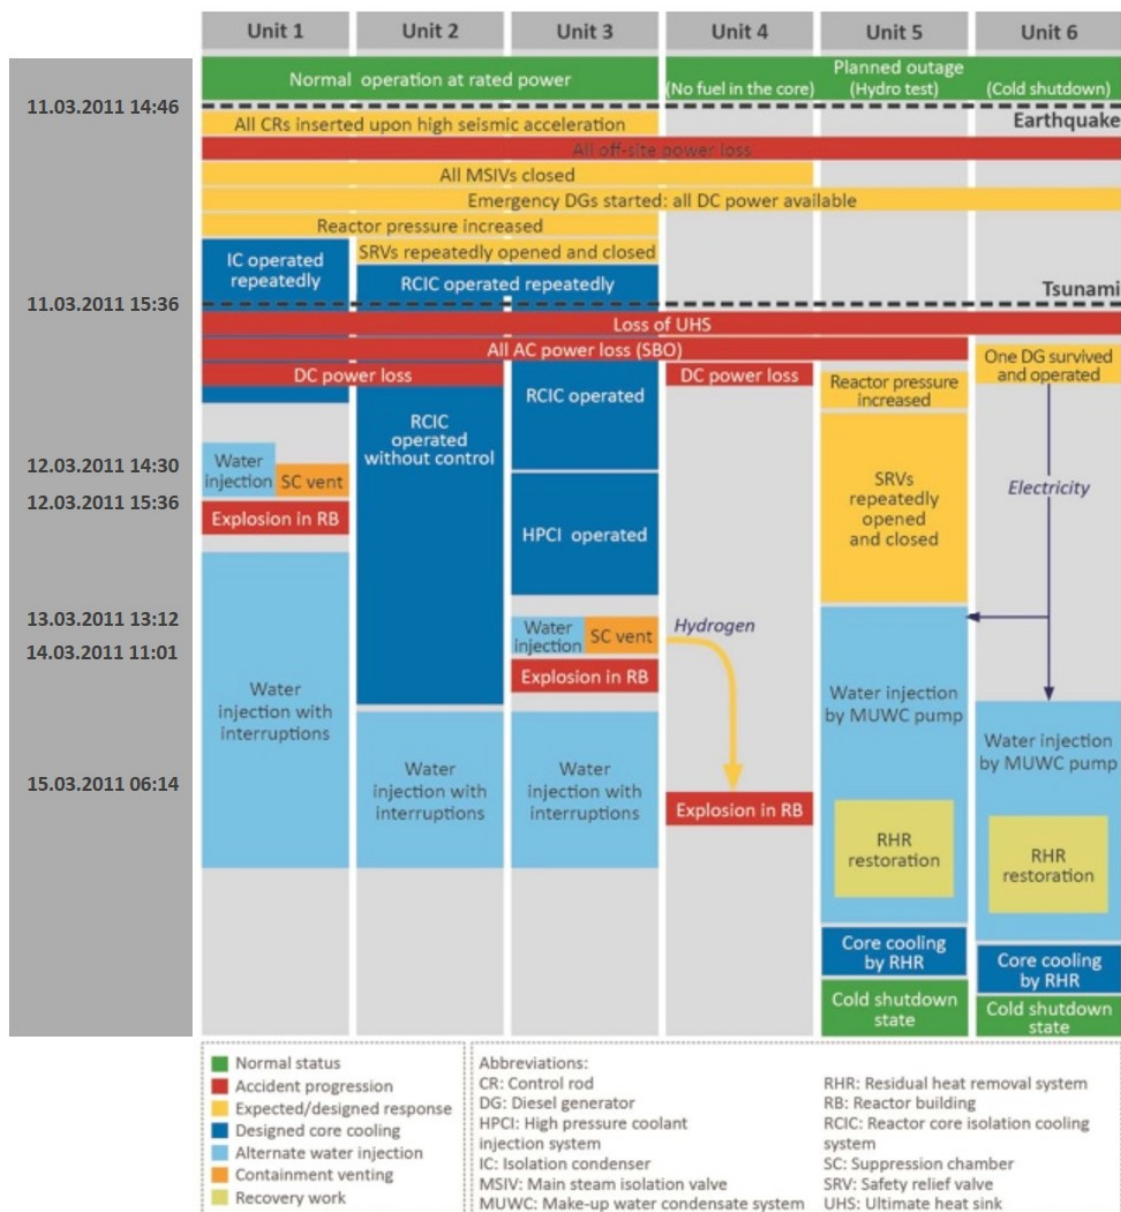 Unit 1
Unit 2
Unit 3
Unit 4
Unit 5
Unit 6
Normal operation at rated power
Planned outage
(No fuel in the core)
(Hydro test)
(Cold shutdown)
11.03.2011 14:46
Earthquake
All CRs inserted upon high seismic acceleration
All off-site power loss
All MSIVs closed
Emergency DGs started: all DC power available
Reactor pressure increased
IC operated
repeatedly
SRVs repeatedly opened and closed
RCIC operated repeatedly
11.03.2011 15:36
Tsunami
Loss of UHS
All AC power loss (SBO)
DC power loss
DC power loss
One DG survived
and operated
Reactor pressure
increased
RCIC operated
RCIC
operated
without control
12.03.2011 14:30
Water
injection
SC vent
SRVs
repeatedly
opened
and closed
Electricity
12.03.2011 15:36
Explosion in RB
HPCI operated
13.03.2011 13:12
Water
injection
SC vent
Hydrogen
14.03.2011 11:01
Explosion in RB
Water
injection with
interruptions
Water injection
by MUWC pump
Water injection
by MUWC pump
15.03.2011 06:14
Water
injection with
interruptions
Water
injection with
interruptions
Explosion in RB
RHR
restoration
RHR
restoration
Core cooling
by RHR
Core cooling
by RHR
Cold shutdown
state
Cold shutdown
state
Normal status
Accident progression
Expected/designed response
Designed core cooling
Alternate water injection
Containment venting
Recovery work
Abbreviations:
CR: Control rod
DG: Diesel generator
HPCI: High pressure coolant
injection system
IC: Isolation condenser
MSIV: Main steam isolation valve
MUWC: Make-up water condensate system
RHR: Residual heat removal system
RB: Reactor building
RCIC: Reactor core isolation cooling
system
SC: Suppression chamber
SRV: Safety relief valve
UHS: Ultimate heat sink